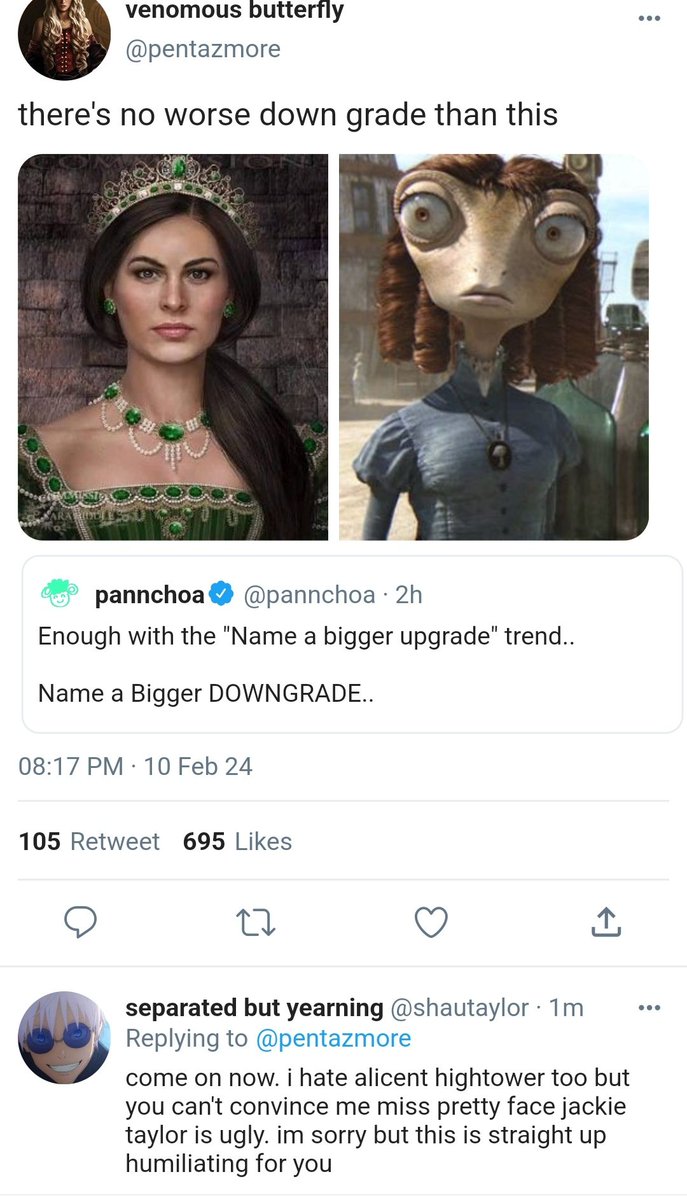 venomous butterfly
@pentazmore
there's no worse down grade than this
pannchoa @pannchoa · 2h
Enough with the "Name a bigger upgrade" trend..
Name a Bigger DOWNGRADE..
08:17 PM · 10 Feb 24
105 Retweet 695 Likes
separated but yearning @shautaylor · 1m
Replying to @pentazmore
come on now. i hate alicent hightower too but
you can't convince me miss pretty face jackie
taylor is ugly. im sorry but this is straight up
humiliating for you